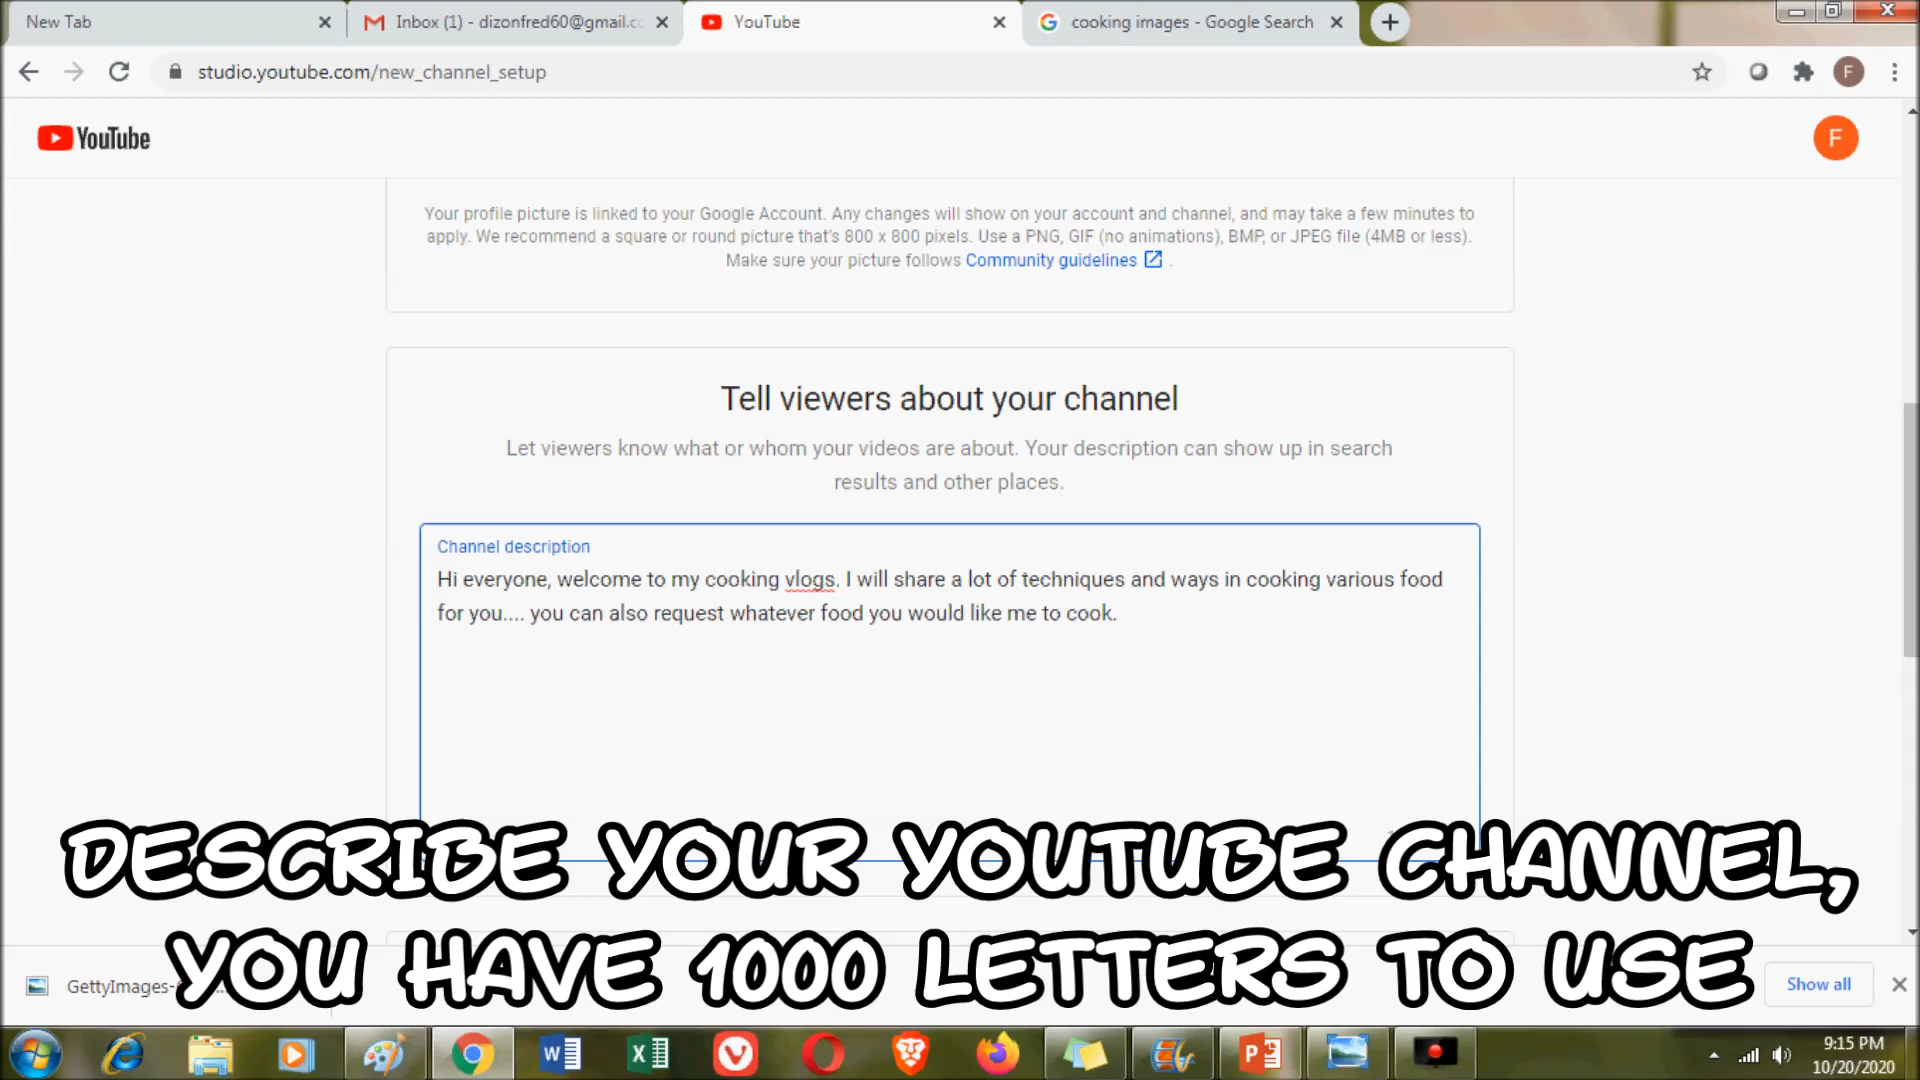 New Tab
Inbox (1) - dizonfred60@gmail.c
YouTube
cooking images - Google Search
studio.youtube.com/new_channel_setup
F
YouTube
F
Your profile picture is linked to your Google Account. Any changes will show on your account and channel, and may take a few minutes to
apply. We recommend a square or round picture that's 800 x 800 pixels. Use a PNG, GIF (no animations), BMP, or JPEG file (4MB or less).
Make sure your picture follows Community guidelines .
Tell viewers about your channel
Let viewers know what or whom your videos are about. Your description can show up in search
results and other places.
Channel description
Hi everyone, welcome to my cooking vlogs. I will share a lot of techniques and ways in cooking various food
for you.... you can also request whatever food you would like me to cook.
DESCRIBE YOUR YOUTUBE CHANNEL,
YOU HAVE 1000 LETTERS TO USE
GettyImages-
Show all
9:15 PM
10/20/2020